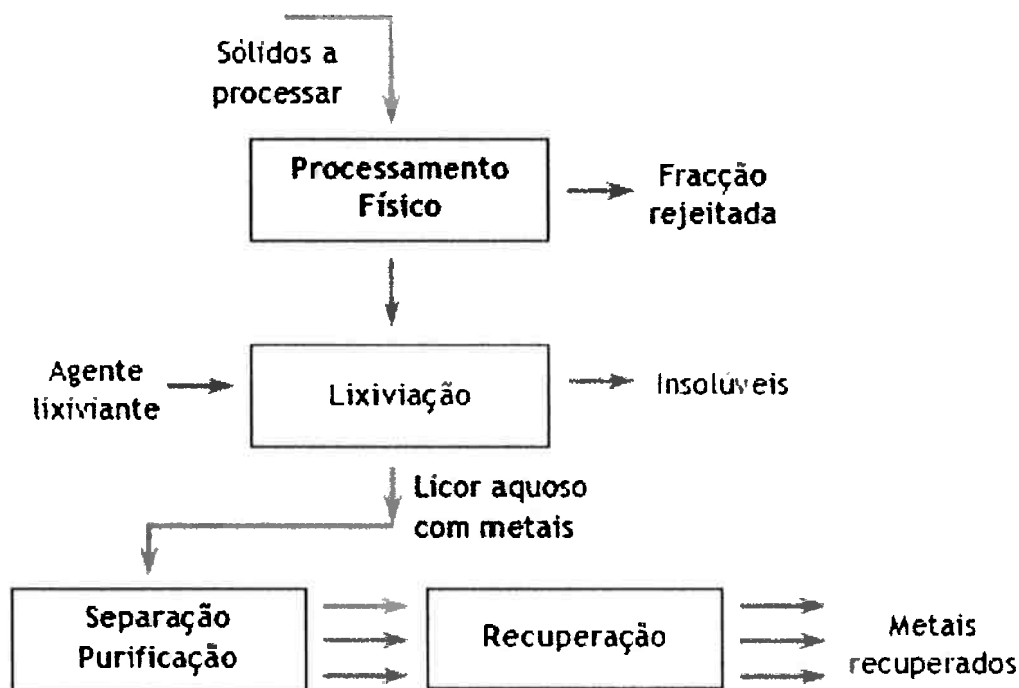 Sólidos a
processar
Processamento
Físico
Fracção
rejeitada
Agente
lixiviante
Lixiviação
Insolúveis
Licor aquoso
com metais
Separação
Purificação
Recuperação
Metais
recuperados